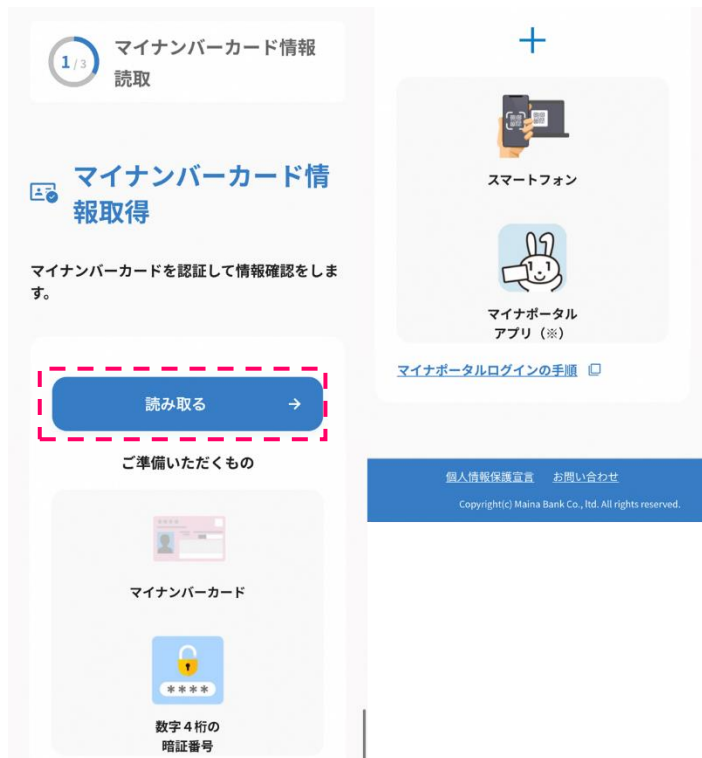 1/3
マイナンバーカード情報
読取
マイナンバーカード情
報取得
マイナンバーカードを認証して情報確認をしま
す。
読み取る →
ご準備いただくもの
マイナンバーカード
****
数字4桁の
暗証番号
+
スマートフォン
マイナポータル
アプリ（※）
マイナポータルログインの手順
個人情報保護宣言 お問い合わせ
Copyright(c) Maina Bank Co., ltd. All rights reserved.